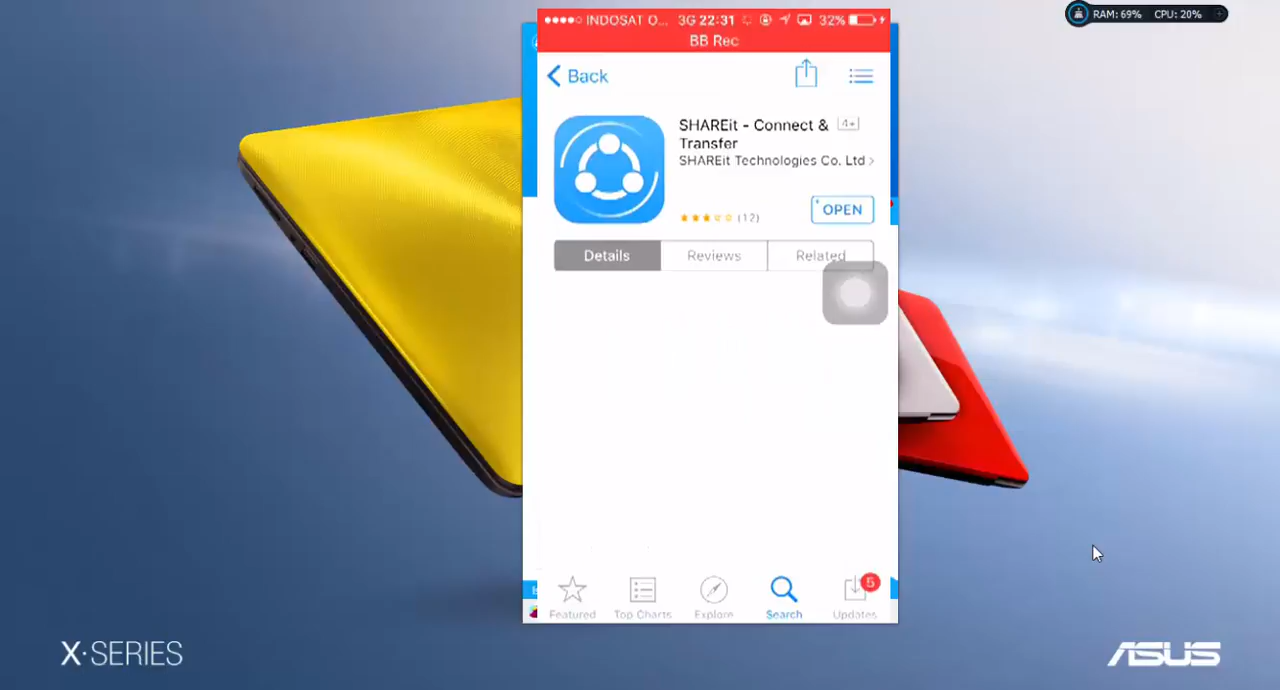 RAM: 69% CPU: 20%
INDOSAT O... 3G 22:31 32%
BB Rec
Back
SHAREit - Connect & 4+
Transfer
SHAREit Technologies Co. Ltd >
(12)
OPEN
Details Reviews Related
5
Featured Top Charts Explore Search Updates
X·SERIES
ASUS